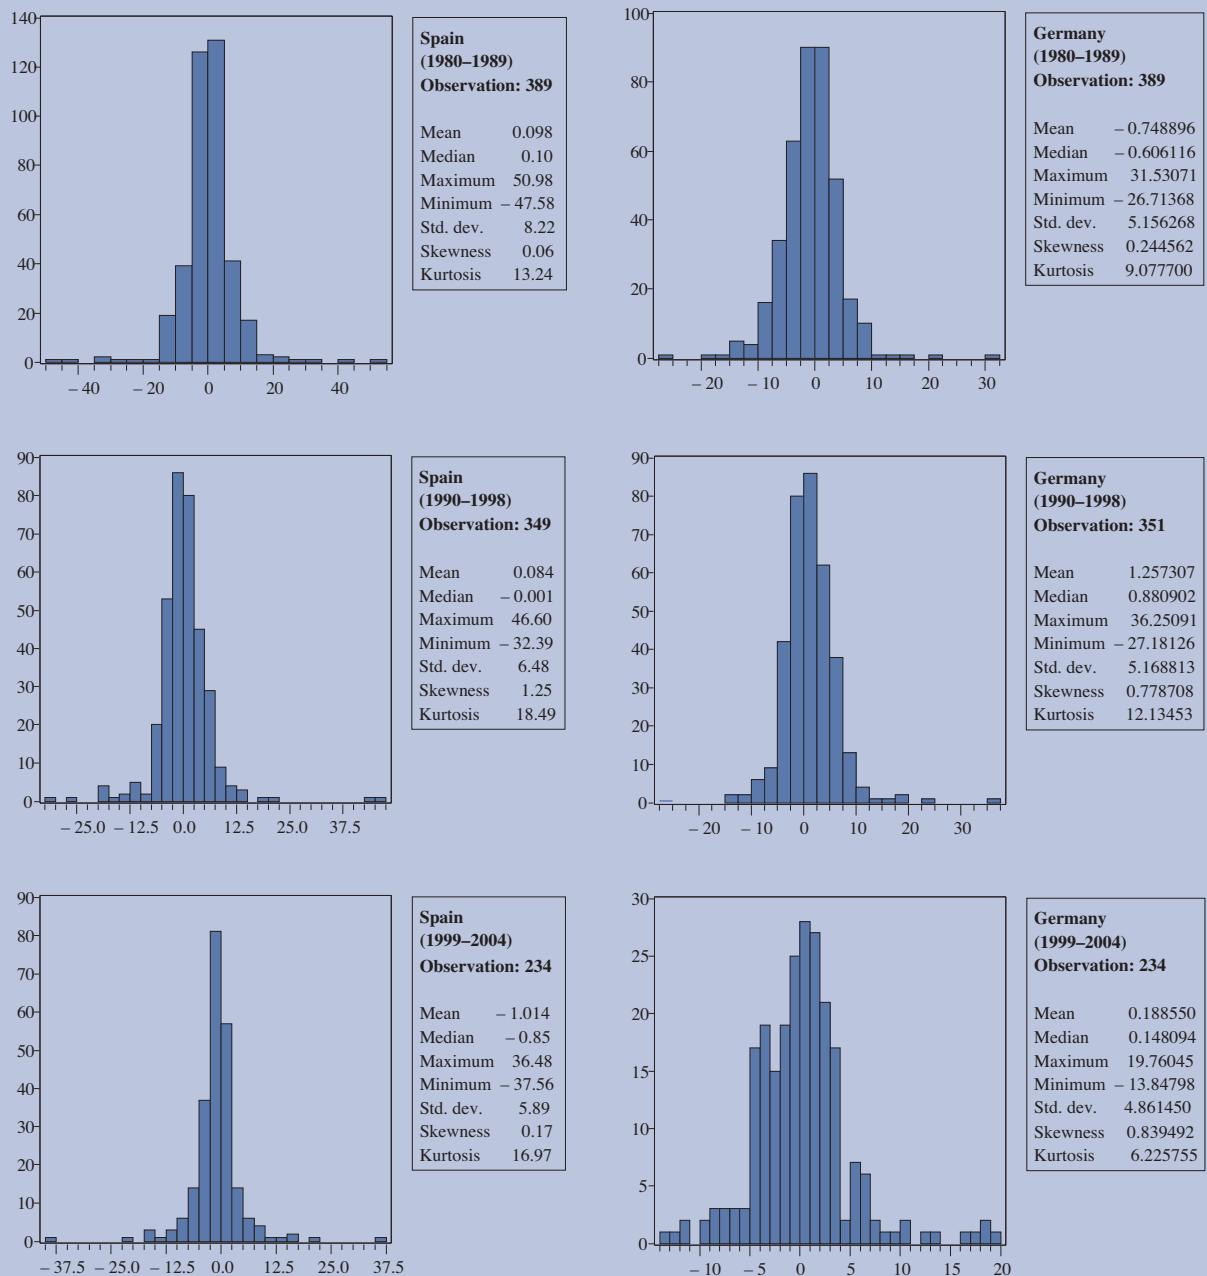 140
120
100
80
60
40
20
0
– 40 – 20 0 20 40
Spain
(1980–1989)
Observation: 389
Mean 0.098
Median 0.10
Maximum 50.98
Minimum – 47.58
Std. dev. 8.22
Skewness 0.06
Kurtosis 13.24
100
80
60
40
20
0
– 20 – 10 0 10 20 30
Germany
(1980–1989)
Observation: 389
Mean – 0.748896
Median – 0.606116
Maximum 31.53071
Minimum – 26.71368
Std. dev. 5.156268
Skewness 0.244562
Kurtosis 9.077700
90
80
70
60
50
40
30
20
10
0
– 25.0 – 12.5 0.0 12.5 25.0 37.5
Spain
(1990–1998)
Observation: 349
Mean 0.084
Median – 0.001
Maximum 46.60
Minimum – 32.39
Std. dev. 6.48
Skewness 1.25
Kurtosis 18.49
90
80
70
60
50
40
30
20
10
0
– 20 – 10 0 10 20 30
Germany
(1990–1998)
Observation: 351
Mean 1.257307
Median 0.880902
Maximum 36.25091
Minimum – 27.18126
Std. dev. 5.168813
Skewness 0.778708
Kurtosis 12.13453
90
80
70
60
50
40
30
20
10
0
– 37.5 – 25.0 – 12.5 0.0 12.5 25.0 37.5
Spain
(1999–2004)
Observation: 234
Mean – 1.014
Median – 0.85
Maximum 36.48
Minimum – 37.56
Std. dev. 5.89
Skewness 0.17
Kurtosis 16.97
30
25
20
15
10
5
0
– 10 – 5 0 5 10 15 20
Germany
(1999–2004)
Observation: 234
Mean 0.188550
Median 0.148094
Maximum 19.76045
Minimum – 13.84798
Std. dev. 4.861450
Skewness 0.839492
Kurtosis 6.225755